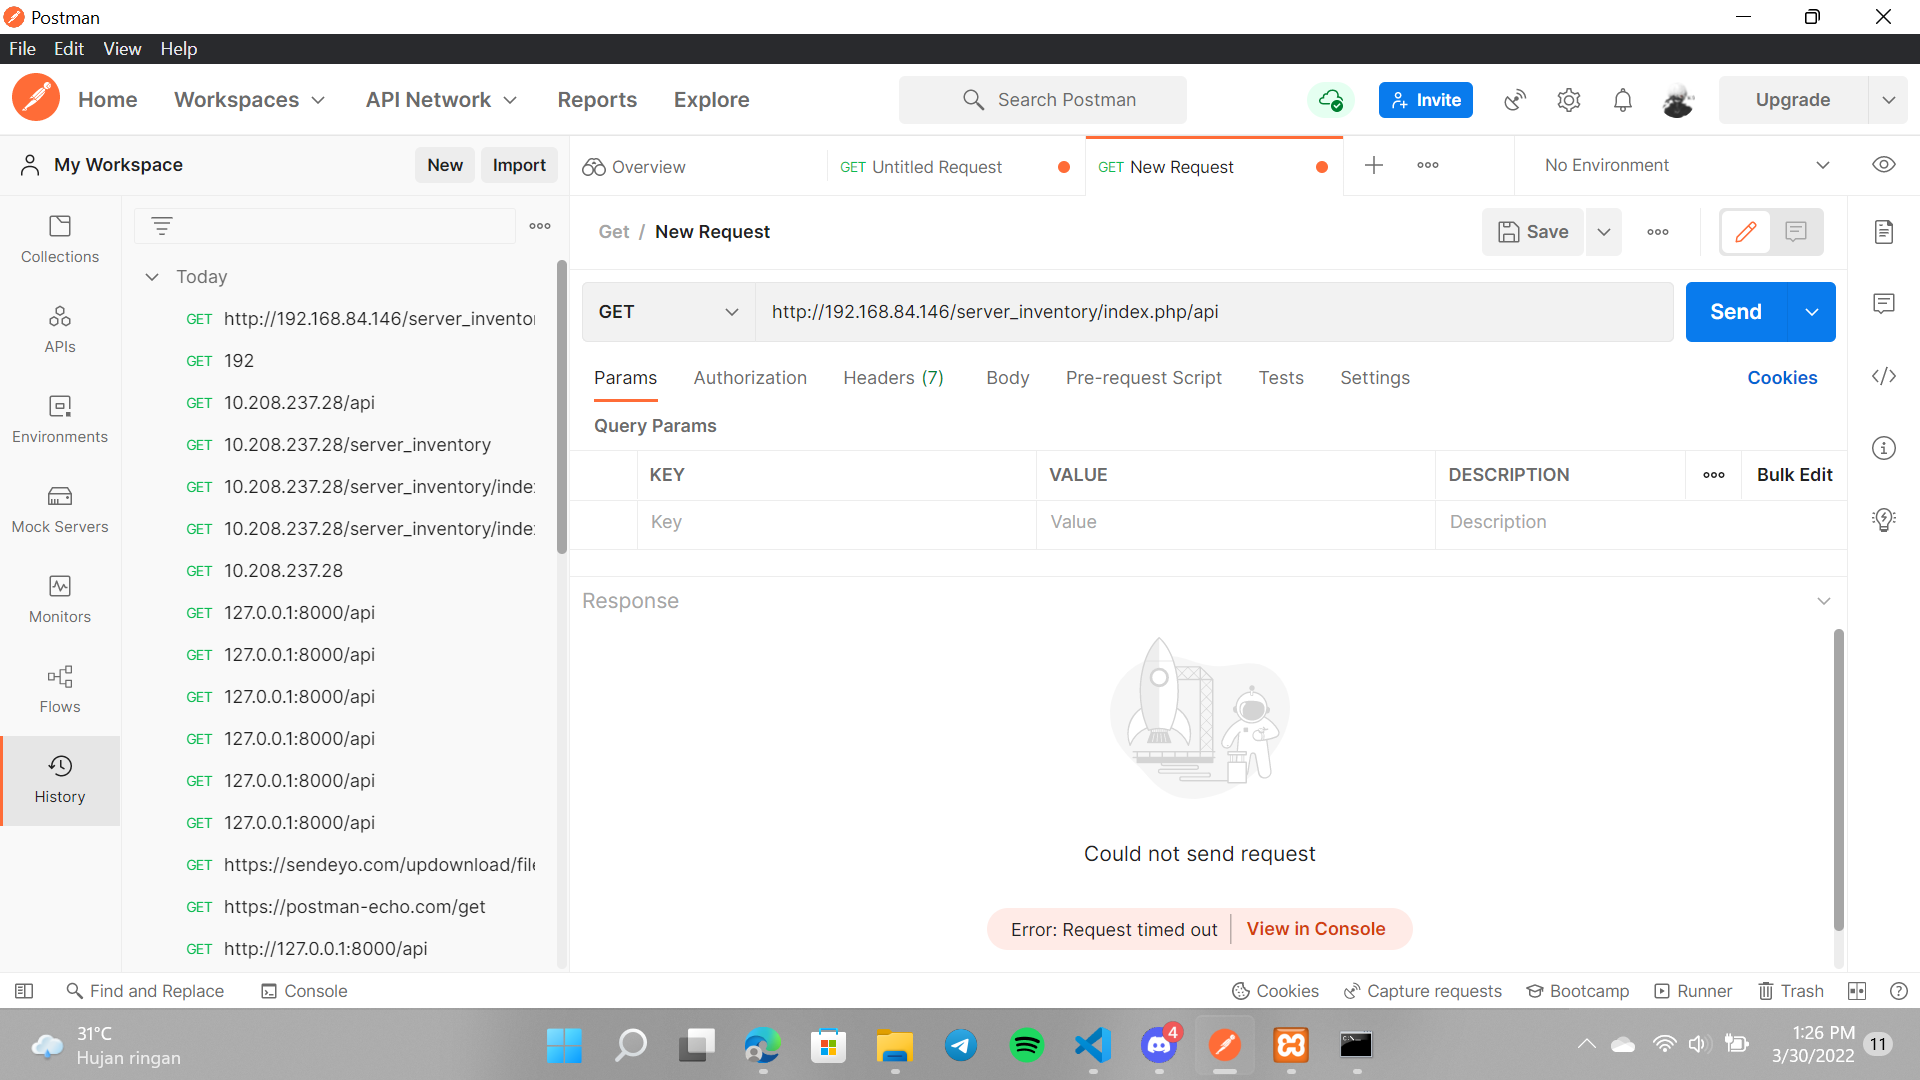 Postman
File Edit View Help
Home Workspaces API Network Reports Explore Search Postman Invite Upgrade
My Workspace New Import Overview GET Untitled Request GET New Request No Environment
Collections
APIs
Environments
Mock Servers
Monitors
Flows
History
Today
GET http://192.168.84.146/server_inventor
GET 192
GET 10.208.237.28/api
GET 10.208.237.28/server_inventory
GET 10.208.237.28/server_inventory/inde
GET 10.208.237.28/server_inventory/inde
GET 10.208.237.28
GET 127.0.0.1:8000/api
GET 127.0.0.1:8000/api
GET 127.0.0.1:8000/api
GET 127.0.0.1:8000/api
GET 127.0.0.1:8000/api
GET 127.0.0.1:8000/api
GET https://sendeyo.com/updownload/file
GET https://postman-echo.com/get
GET http://127.0.0.1:8000/api
Get / New Request Save
GET http://192.168.84.146/server_inventory/index.php/api Send
Params Authorization Headers (7) Body Pre-request Script Tests Settings Cookies
Query Params
KEY VALUE DESCRIPTION Bulk Edit
Key Value Description
Response
Could not send request
Error: Request timed out View in Console
Find and Replace Console Cookies Capture requests Bootcamp Runner Trash
31°C
Hujan ringan
4
1:26 PM
3/30/2022
11